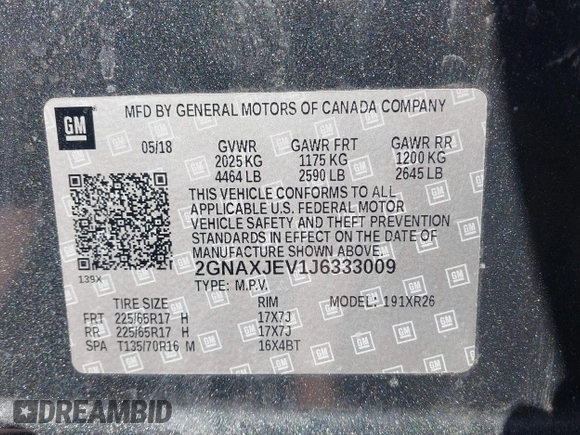 GM
MFD BY GENERAL MOTORS OF CANADA COMPANY
05/18 GVWR GAWR FRT GAWR RR
2025 KG 1175 KG 1200 KG
4464 LB 2590 LB 2645 LB
THIS VEHICLE CONFORMS TO ALL
APPLICABLE U.S. FEDERAL MOTOR
VEHICLE SAFETY AND THEFT PREVENTION
STANDARDS IN EFFECT ON THE DATE OF
MANUFACTURE SHOWN ABOVE.
139X 2GNAXJEV1J6333009
TYPE: M.P.V.
TIRE SIZE RIM MODEL: 191XR26
FRT 225/65R17 H 17X7J
RR 225/65R17 H 17X7J
SPA T135/70R16 M 16X4BT
DREAMBID